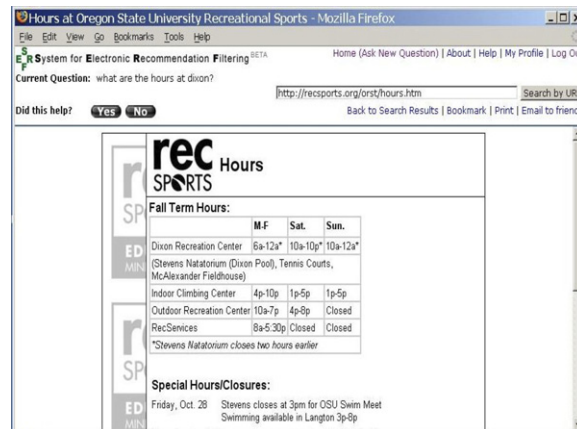 Hours at Oregon State University Recreational Sports - Mozilla Firefox
File Edit View Go Bookmarks Tools Help
SERF System for Electronic Recommendation Filtering BETA
Home (Ask New Question) | About | Help | My Profile | Log Ou
Current Question: what are the hours at dixon?
http://recsports.org/orst/hours.htm Search by UR
Did this help? Yes No Back to Search Results | Bookmark | Print | Email to friend
rec SPORTS Hours
Fall Term Hours:
M-F Sat. Sun.
Dixon Recreation Center 6a-12a* 10a-10p* 10a-12a*
(Stevens Natatorium (Dixon Pool), Tennis Courts,
McAlexander Fieldhouse)
Indoor Climbing Center 4p-10p 1p-5p 1p-5p
Outdoor Recreation Center 10a-7p 4p-8p Closed
RecServices 8a-5:30p Closed Closed
*Stevens Natatorium closes two hours earlier
Special Hours/Closures:
Friday, Oct. 28 Stevens closes at 3pm for OSU Swim Meet
Swimming available in Langton 3p-8p